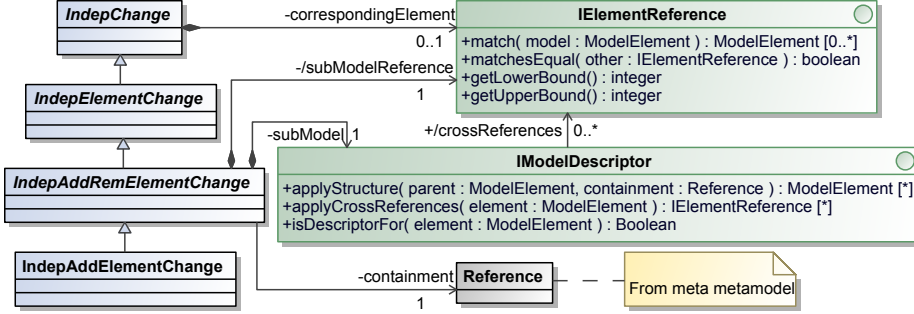 IndepChange
-correspondingElement
0..1
IElementReference
+match( model : ModelElement ) : ModelElement [0..*]
+matchesEqual( other : IElementReference ) : boolean
+getLowerBound() : integer
+getUpperBound() : integer
-/subModelReference
1
IndepElementChange
+/crossReferences
0..*
-subModel
1
IModelDescriptor
+applyStructure( parent : ModelElement, containment : Reference ) : ModelElement [*]
+applyCrossReferences( element : ModelElement ) : IElementReference [*]
+isDescriptorFor( element : ModelElement ) : Boolean
IndepAddRemElementChange
IndepAddElementChange
-containment
1
Reference
From meta metamodel